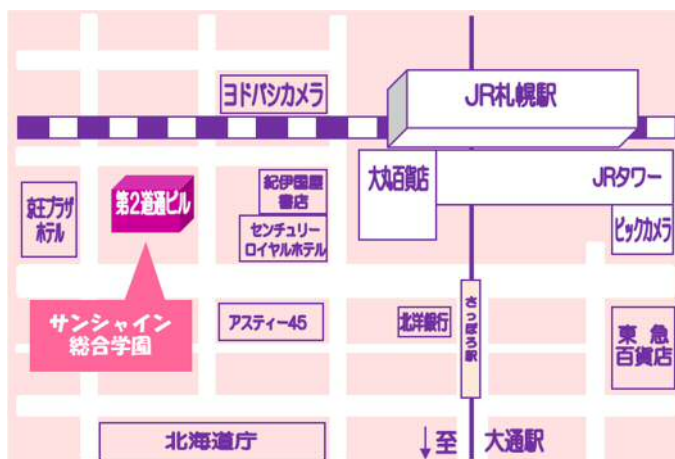 ヨドバシカメラ
JR札幌駅
京王プラザ
ホテル
第2道通ビル
紀伊国屋
書店
センチュリー
ロイヤルホテル
大丸百貨店
JRタワー
ビックカメラ
サンシャイン
総合学園
アスティー45
北洋銀行
さっぽろ駅
東急
百貨店
北海道庁
↓至 大通駅